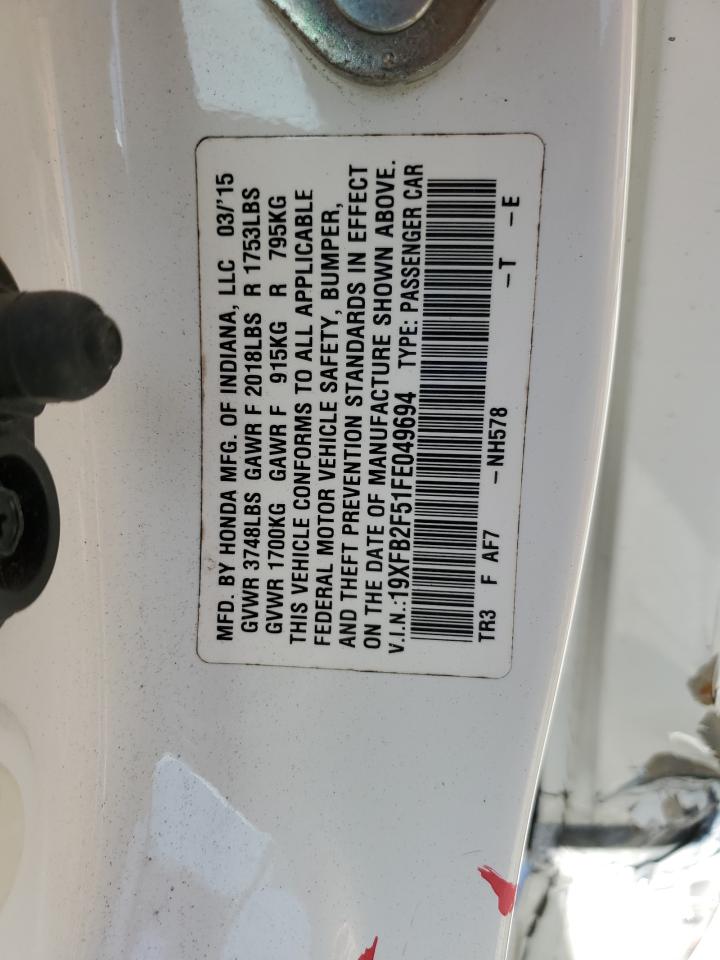 MFD. BY HONDA MFG. OF INDIANA, LLC 03/'15
GVWR 3748LBS GAWR F 2018LBS R 1753LBS
GVWR 1700KG GAWR F 915KG R 795KG
THIS VEHICLE CONFORMS TO ALL APPLICABLE
FEDERAL MOTOR VEHICLE SAFETY, BUMPER,
AND THEFT PREVENTION STANDARDS IN EFFECT
ON THE DATE OF MANUFACTURE SHOWN ABOVE.
V.I.N.:19XFB2F51FE049694 TYPE: PASSENGER CAR
TR3 F AF7 -NH578 -T -E